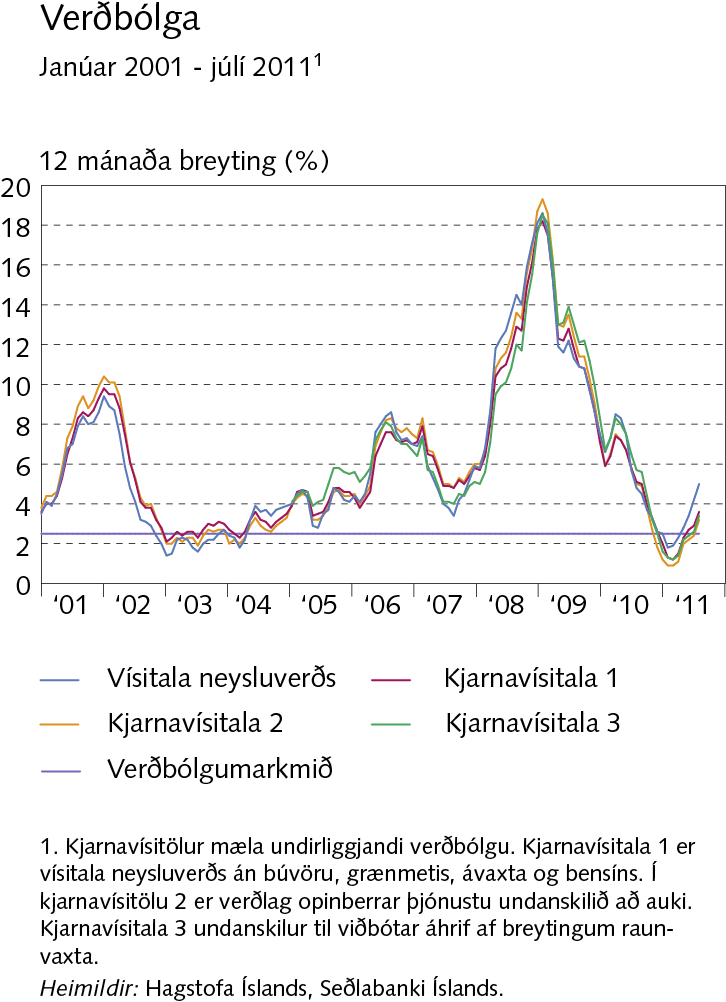 Verðbólga
Janúar 2001 - júlí 2011¹
12 mánaða breyting (%)
20
18
16
14
12
10
8
6
4
2
0
‘01 ‘02 ‘03 ‘04 ‘05 ‘06 ‘07 ‘08 ‘09 ‘10 ‘11
Vísitala neysluverðs Kjarnavísitala 1
Kjarnavísitala 2 Kjarnavísitala 3
Verðbólgumarkmið
1. Kjarnavísitölur mæla undirliggjandi verðbólgu. Kjarnavísitala 1 er
vísitala neysluverðs án búvöru, grænmetis, ávaxta og bensíns. Í
kjarnavísitölu 2 er verðlag opinberrar þjónustu undanskilið að auki.
Kjarnavísitala 3 undanskilur til viðbótar áhrif af breytingum raun-
vaxta.
Heimildir: Hagstofa Íslands, Seðlabanki Íslands.